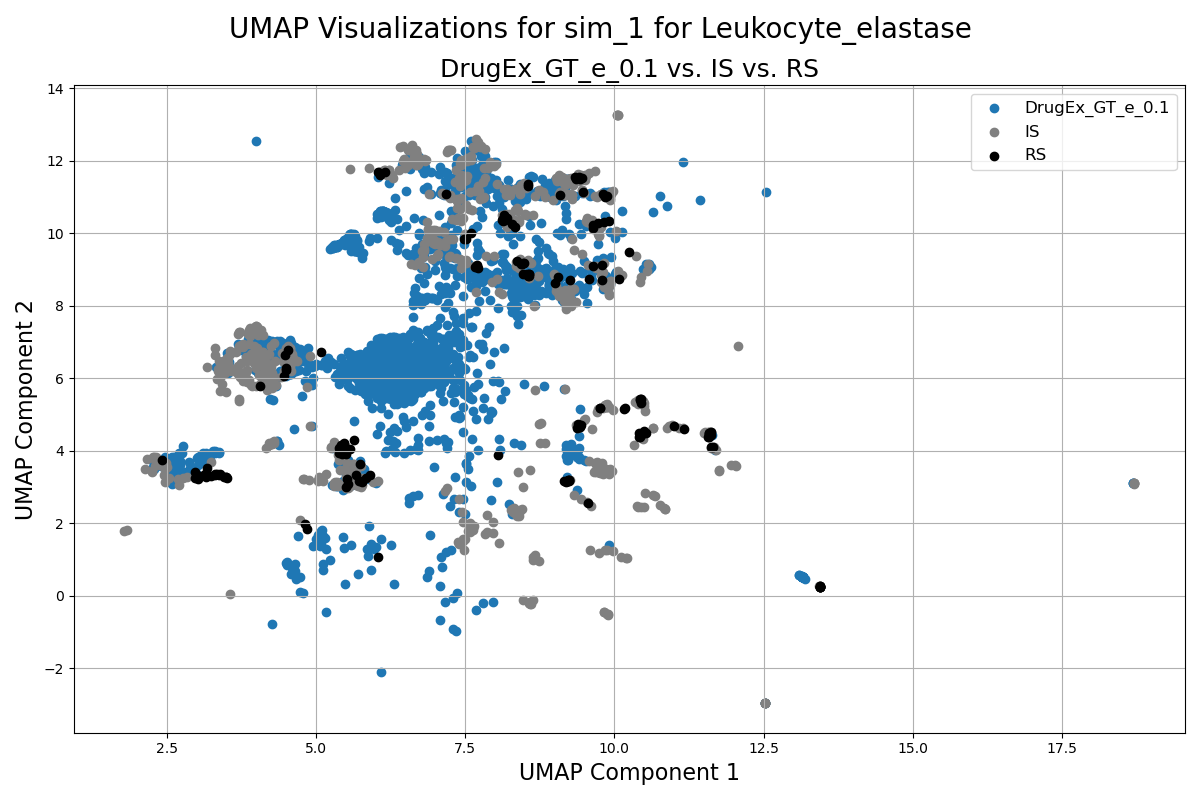 UMAP Visualizations for sim_1 for Leukocyte_elastase
DrugEx_GT_e_0.1 vs. IS vs. RS
DrugEx_GT_e_0.1
IS
RS
UMAP Component 2
14
12
10
8
6
4
2
0
−2
2.5 5.0 7.5 10.0 12.5 15.0 17.5
UMAP Component 1